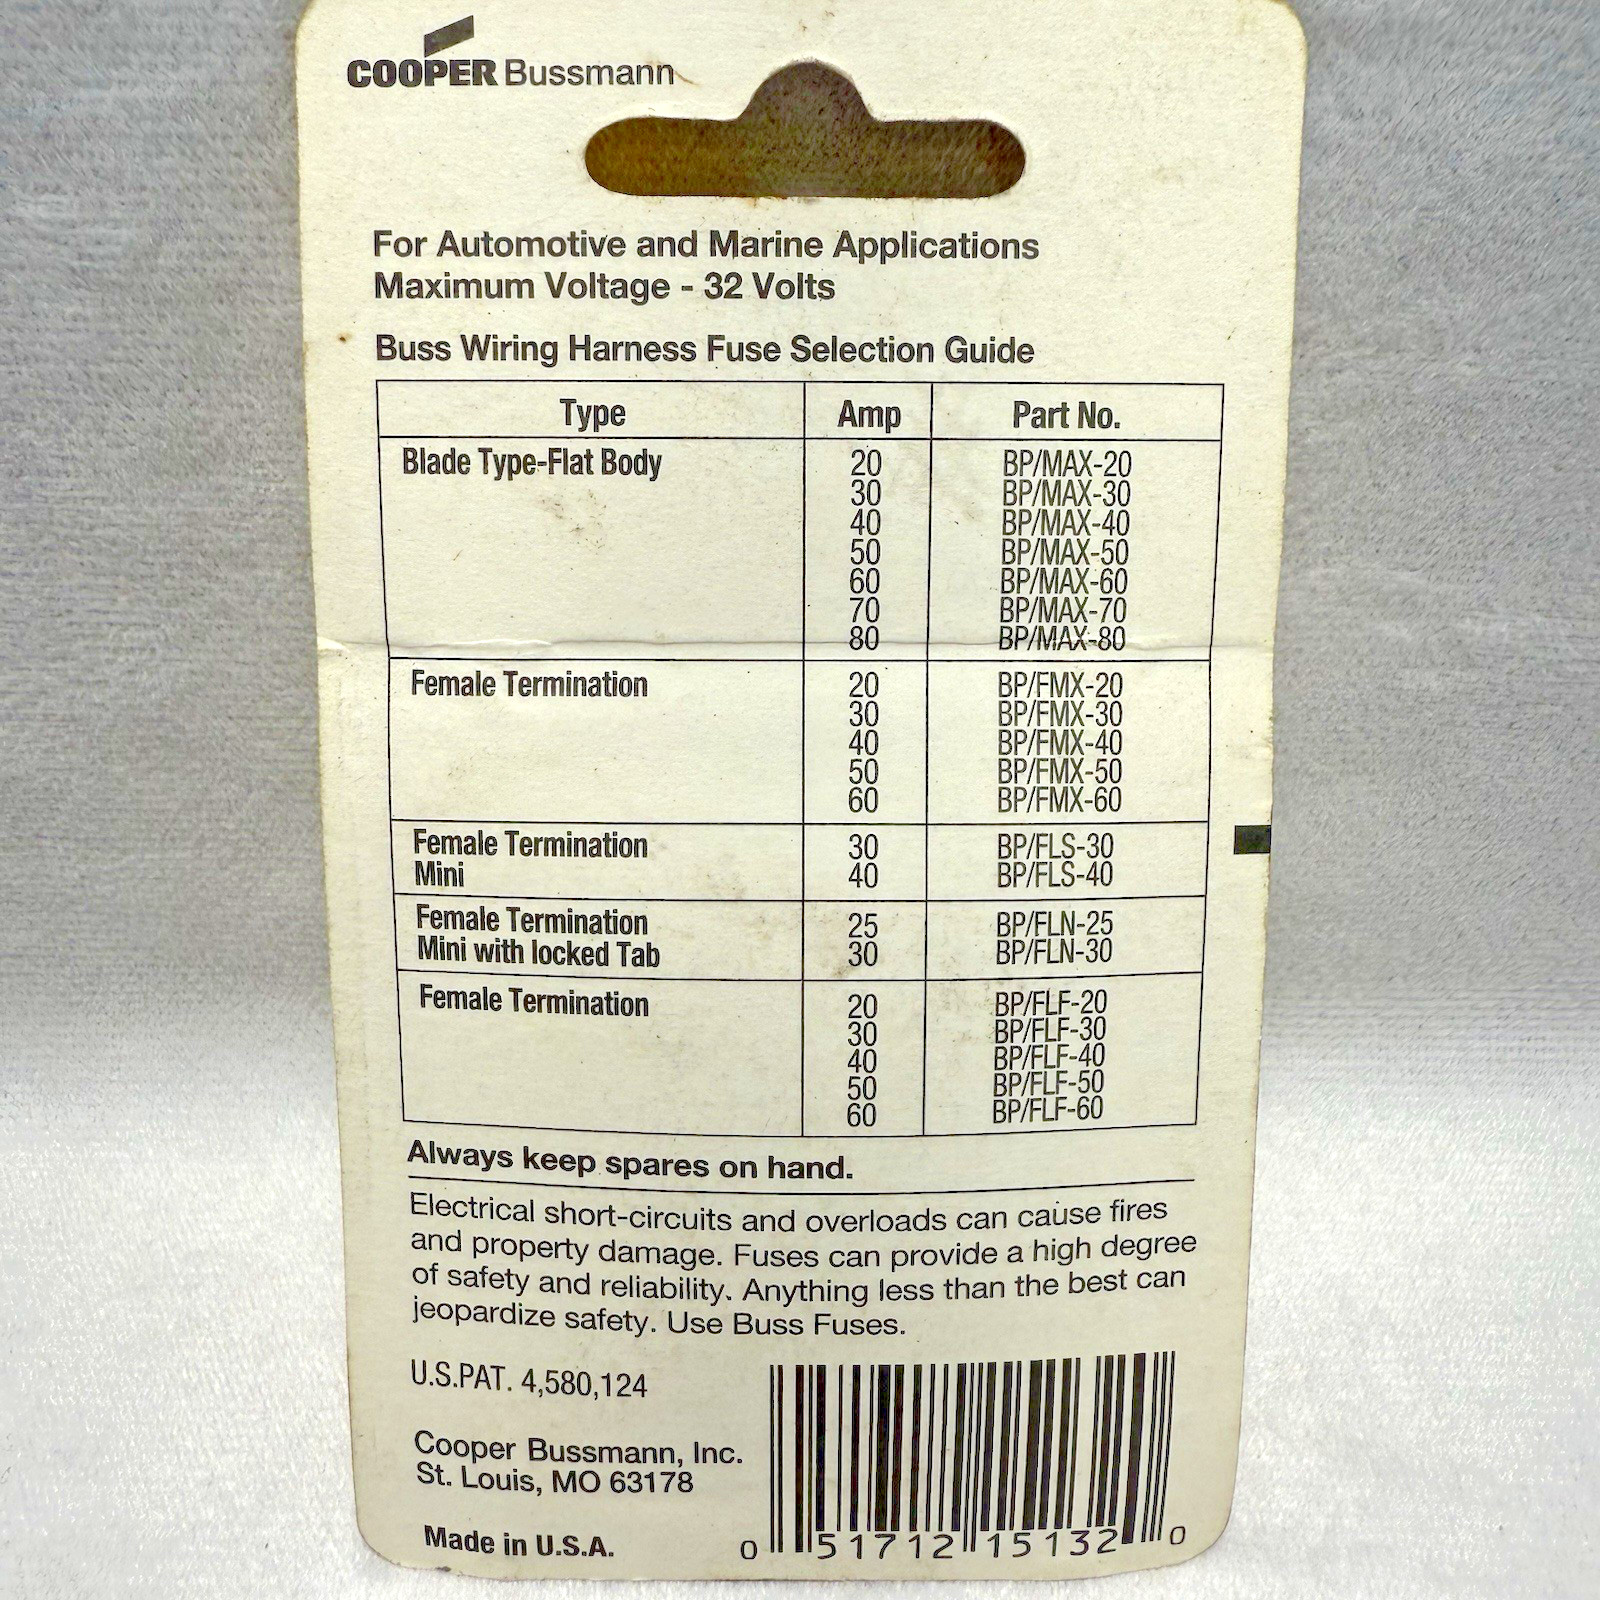 COOPER Bussmann
For Automotive and Marine Applications
Maximum Voltage - 32 Volts
Buss Wiring Harness Fuse Selection Guide
Type Amp Part No.
Blade Type-Flat Body 20 BP/MAX-20
30 BP/MAX-30
40 BP/MAX-40
50 BP/MAX-50
60 BP/MAX-60
70 BP/MAX-70
80 BP/MAX-80
Female Termination 20 BP/FMX-20
30 BP/FMX-30
40 BP/FMX-40
50 BP/FMX-50
60 BP/FMX-60
Female Termination 30 BP/FLS-30
Mini 40 BP/FLS-40
Female Termination 25 BP/FLN-25
Mini with locked Tab 30 BP/FLN-30
Female Termination 20 BP/FLF-20
30 BP/FLF-30
40 BP/FLF-40
50 BP/FLF-50
60 BP/FLF-60
Always keep spares on hand.
Electrical short-circuits and overloads can cause fires
and property damage. Fuses can provide a high degree
of safety and reliability. Anything less than the best can
jeopardize safety. Use Buss Fuses.
U.S.PAT. 4,580,124
Cooper Bussmann, Inc.
St. Louis, MO 63178
Made in U.S.A.
0 51712 15132 0